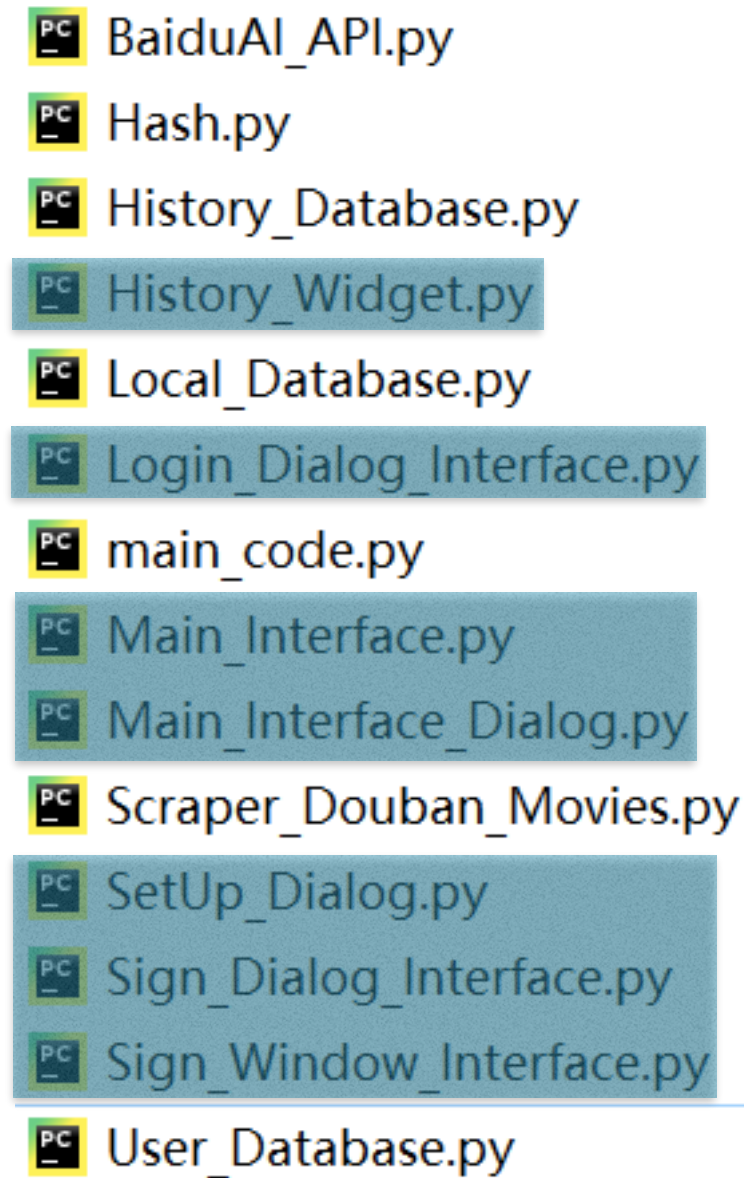 BaiduAI_API.py
Hash.py
History_Database.py
History_Widget.py
Local_Database.py
Login_Dialog_Interface.py
main_code.py
Main_Interface.py
Main_Interface_Dialog.py
Scraper_Douban_Movies.py
SetUp_Dialog.py
Sign_Dialog_Interface.py
Sign_Window_Interface.py
User_Database.py